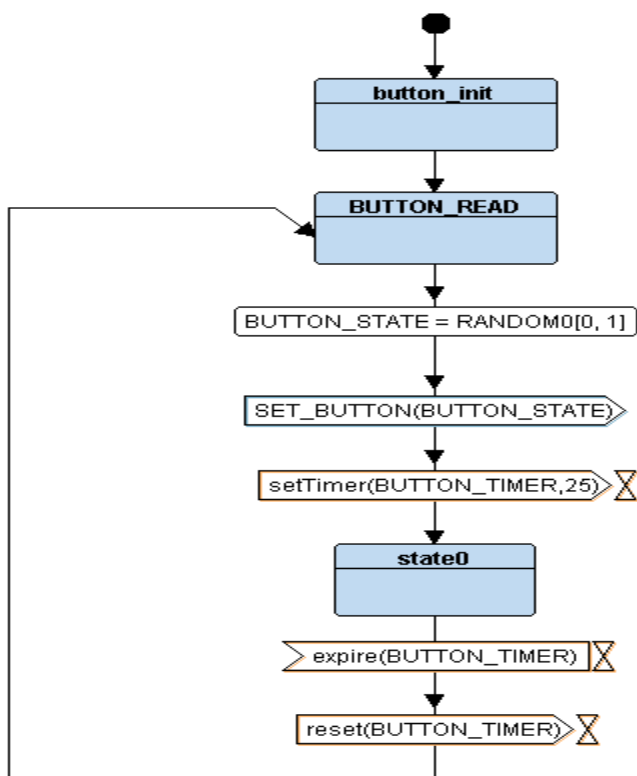 button_init
BUTTON_READ
BUTTON_STATE = RANDOM0[0, 1]
SET_BUTTON(BUTTON_STATE)
setTimer(BUTTON_TIMER,25)
state0
expire(BUTTON_TIMER)
reset(BUTTON_TIMER)